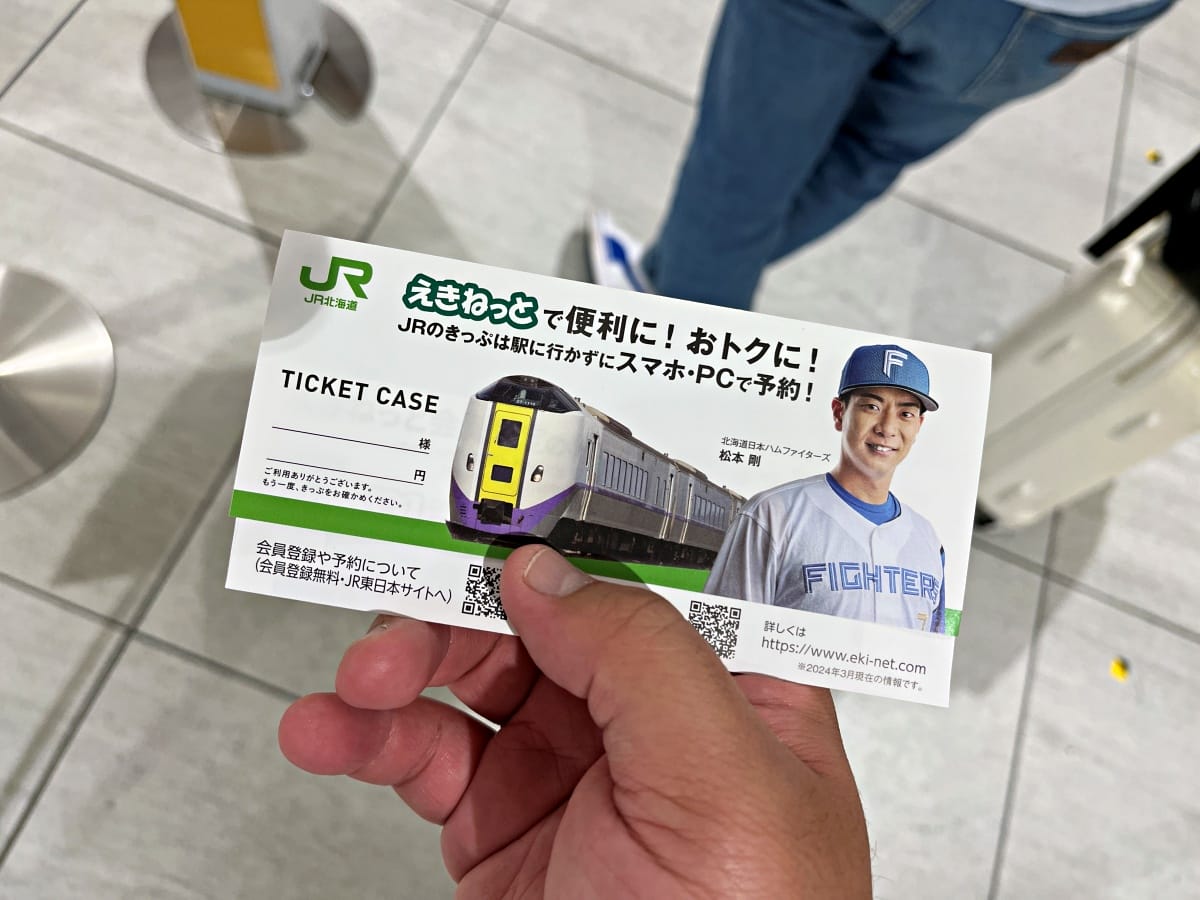 JR
JR北海道
えきねっとで便利に！おトクに！
JRのきっぷは駅に行かずにスマホ・PCで予約！
TICKET CASE
様
円
ご利用ありがとうございます。
もう一度、きっぷをお確かめください。
北海道日本ハムファイターズ
松本 剛
F
FIGHTERS
7
会員登録や予約について
(会員登録無料・JR東日本サイトへ)
詳しくは
https://www.eki-net.com
※2024年3月現在の情報です。